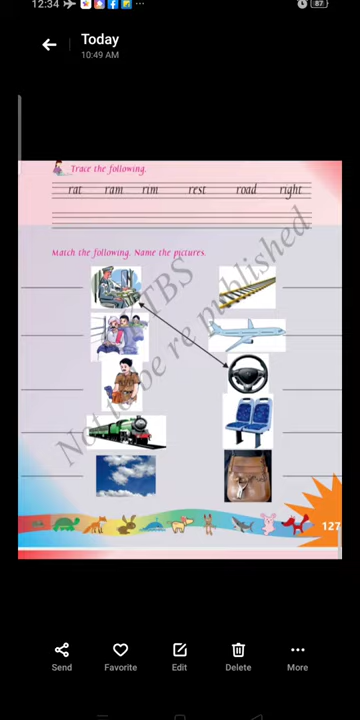 12:34
87
Today
10:49 AM
Trace the following.
rat ram rim rest road right
Match the following. Name the pictures.
Not to be re published
127
Send Favorite Edit Delete More